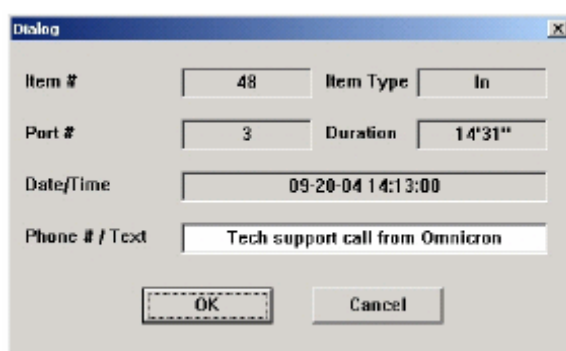 Dialog
Item # 48 Item Type In
Port # 3 Duration 14'31"
Date/Time 09-20-04 14:13:00
Phone # / Text Tech support call from Omnicron
OK Cancel